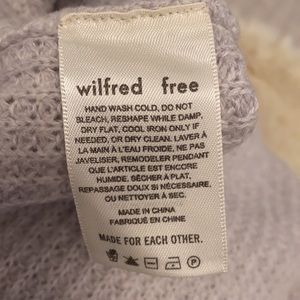 wilfred free
HAND WASH COLD, DO NOT
BLEACH, RESHAPE WHILE DAMP,
DRY FLAT, COOL IRON ONLY IF
NEEDED, OR DRY CLEAN. LAVER À
LA MAIN À L'EAU FROIDE, NE PAS
JAVELISER, REMODELER PENDANT
QUE L'ARTICLE EST ENCORE
HUMIDE, SÉCHER À PLAT,
REPASSAGE DOUX SI NÉCESSAIRE,
OU NETTOYER À SEC.
MADE IN CHINA
FABRIQUÉ EN CHINE
MADE FOR EACH OTHER.